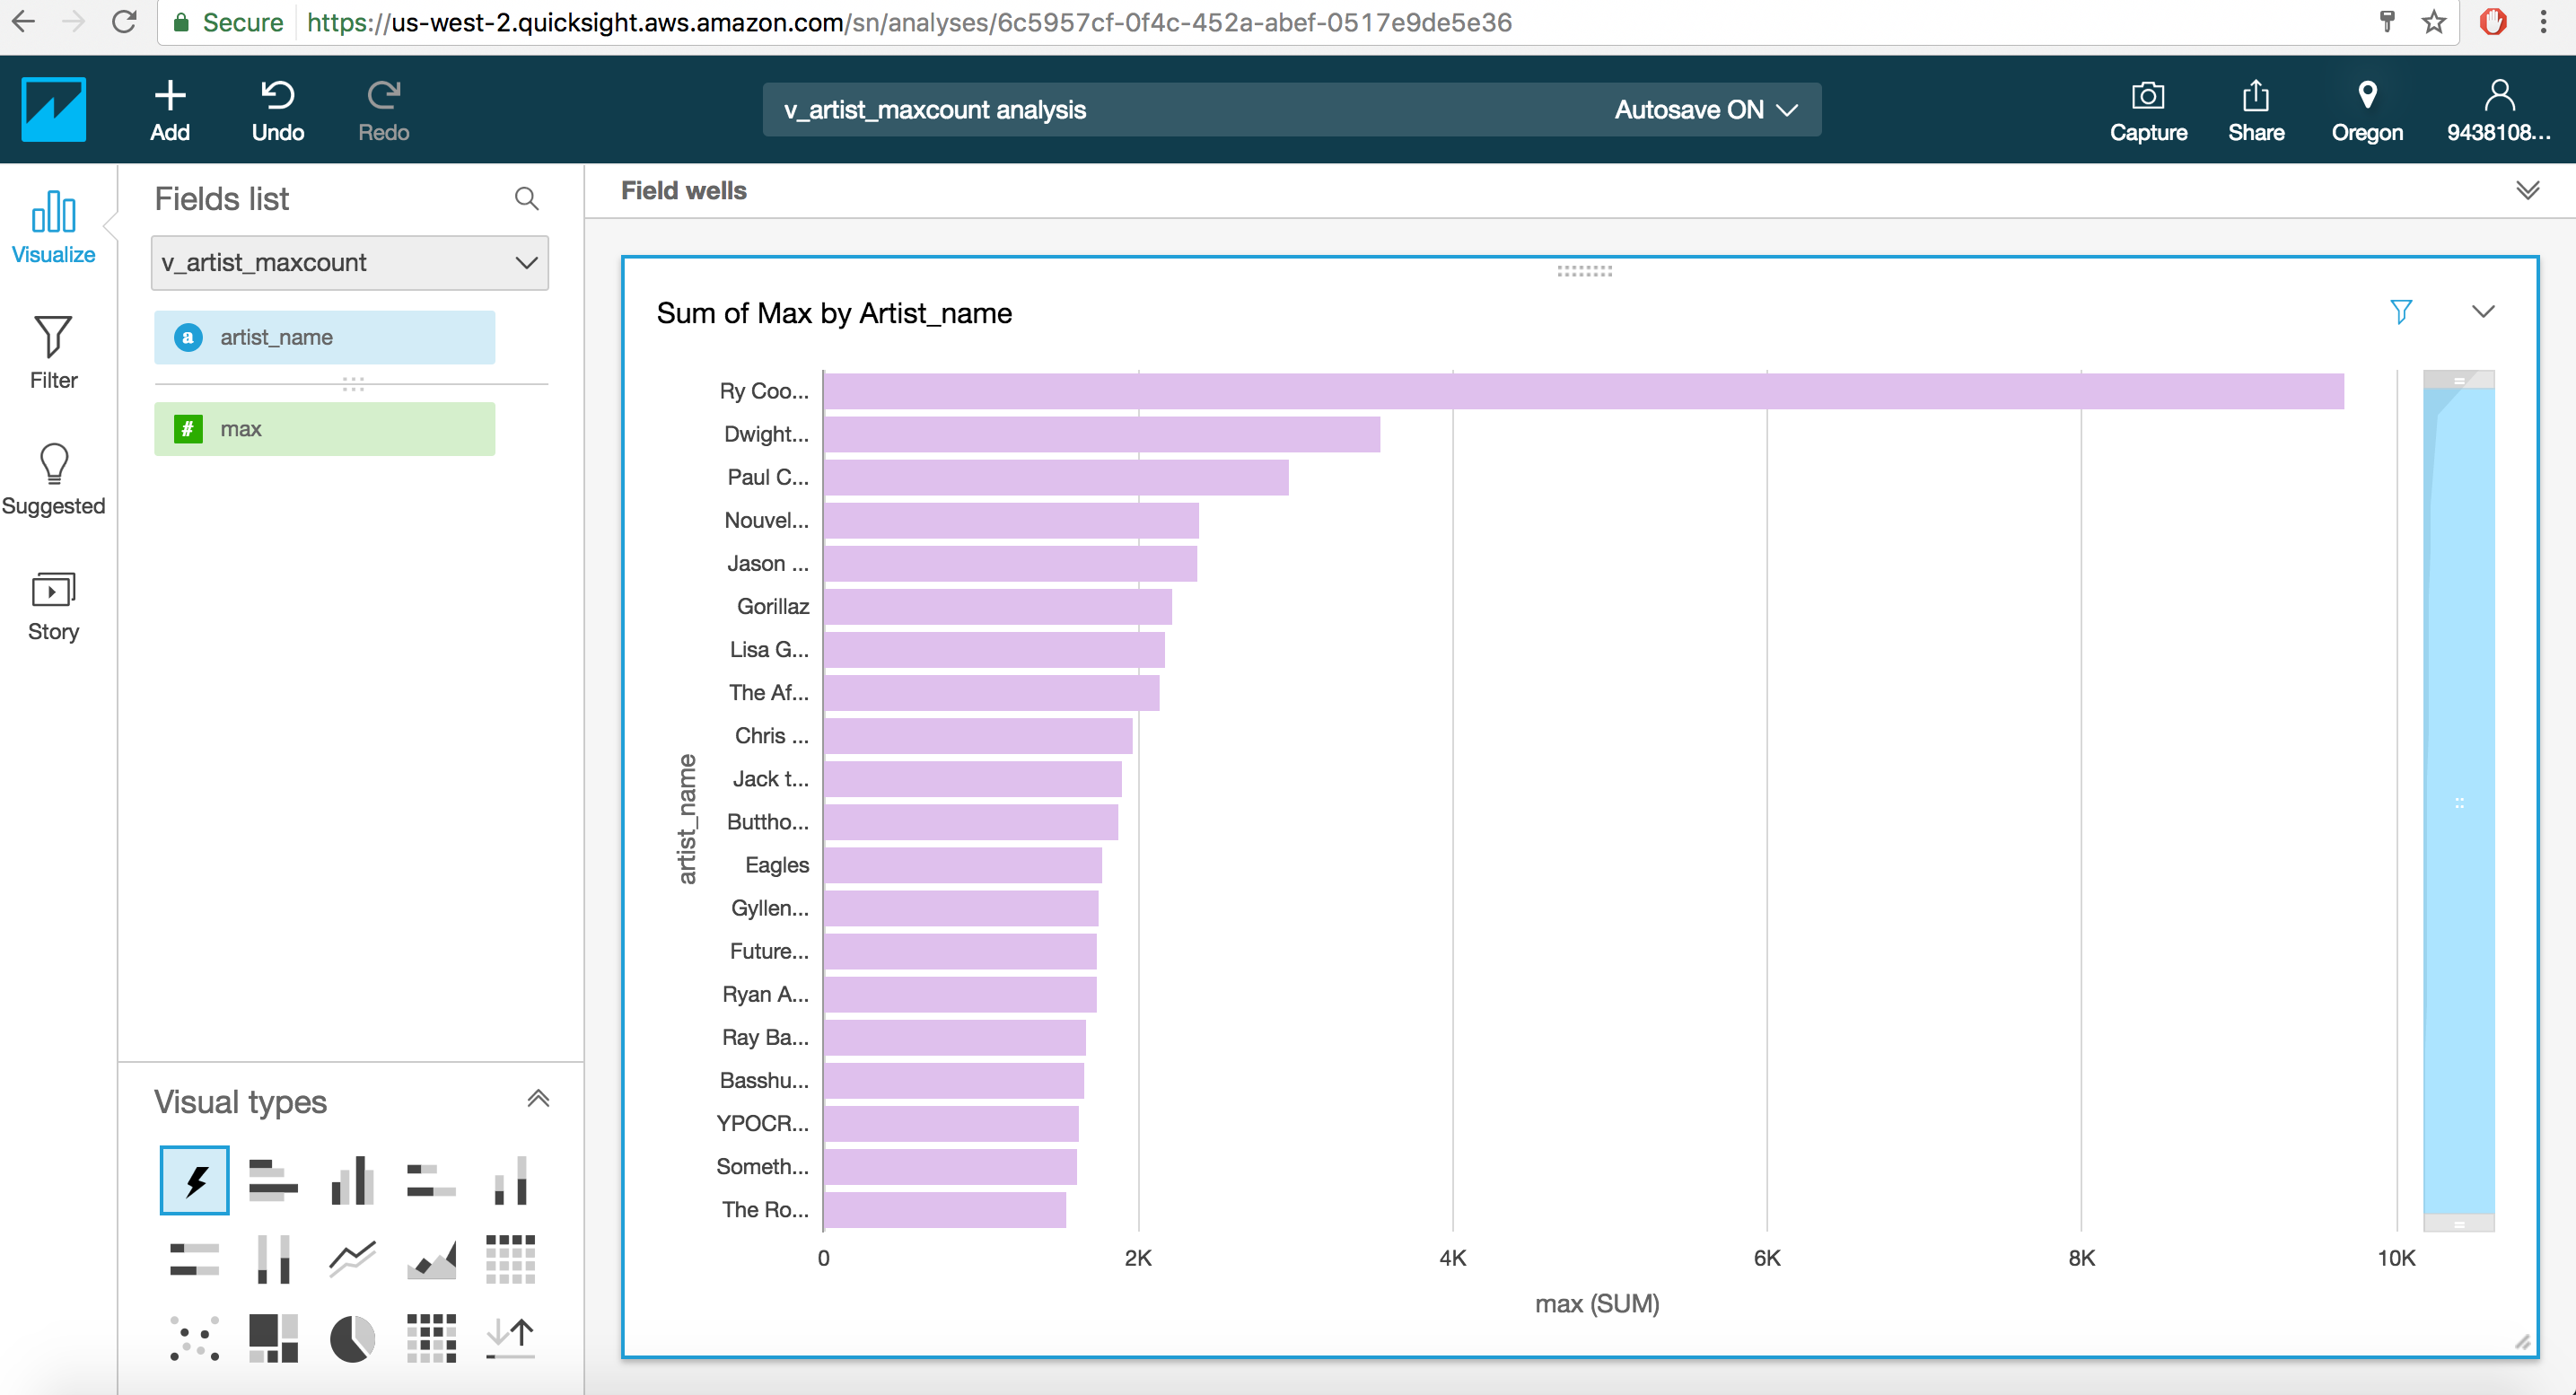 Secure https://us-west-2.quicksight.aws.amazon.com/sn/analyses/6c5957cf-0f4c-452a-abef-0517e9de5e36
Add Undo Redo v_artist_maxcount analysis Autosave ON Capture Share Oregon 9438108...
Visualize
Filter
Suggested
Story
Fields list
v_artist_maxcount
a artist_name
# max
Visual types
Field wells
Sum of Max by Artist_name
artist_name
Ry Coo...
Dwight...
Paul C...
Nouvel...
Jason ...
Gorillaz
Lisa G...
The Af...
Chris ...
Jack t...
Buttho...
Eagles
Gyllen...
Future...
Ryan A...
Ray Ba...
Basshu...
YPOCR...
Someth...
The Ro...
0 2K 4K 6K 8K 10K
max (SUM)